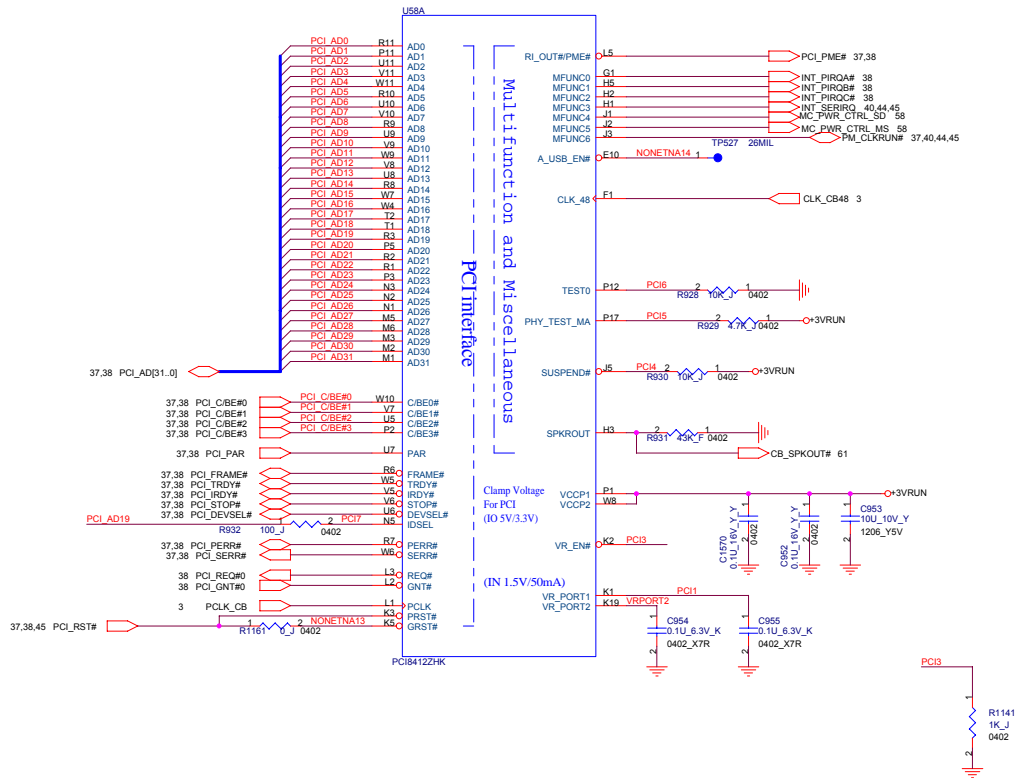 U58A
PCI_AD0 R11 AD0
PCI_AD1 P11 AD1
PCI_AD2 U11 AD2
PCI_AD3 V11 AD3
PCI_AD4 W11 AD4
PCI_AD5 R10 AD5
PCI_AD6 U10 AD6
PCI_AD7 V10 AD7
PCI_AD8 R9 AD8
PCI_AD9 U9 AD9
PCI_AD10 V9 AD10
PCI_AD11 W9 AD11
PCI_AD12 V8 AD12
PCI_AD13 U8 AD13
PCI_AD14 R8 AD14
PCI_AD15 W7 AD15
PCI_AD16 W4 AD16
PCI_AD17 T2 AD17
PCI_AD18 T1 AD18
PCI_AD19 R3 AD19
PCI_AD20 P5 AD20
PCI_AD21 R2 AD21
PCI_AD22 R1 AD22
PCI_AD23 P3 AD23
PCI_AD24 N3 AD24
PCI_AD25 N2 AD25
PCI_AD26 N1 AD26
PCI_AD27 M5 AD27
PCI_AD28 M6 AD28
PCI_AD29 M3 AD29
PCI_AD30 M2 AD30
PCI_AD31 M1 AD31
37,38 PCI_AD[31..0]
37,38 PCI_C/BE#0 PCI_C/BE#0 W10 C/BE0#
37,38 PCI_C/BE#1 PCI_C/BE#1 V7 C/BE1#
37,38 PCI_C/BE#2 PCI_C/BE#2 U5 C/BE2#
37,38 PCI_C/BE#3 PCI_C/BE#3 P2 C/BE3#
37,38 PCI_PAR U7 PAR
37,38 PCI_FRAME# R6 FRAME#
37,38 PCI_TRDY# W5 TRDY#
37,38 PCI_IRDY# V5 IRDY#
37,38 PCI_STOP# V6 STOP#
37,38 PCI_DEVSEL# U6 DEVSEL#
PCI_AD19 1 2 PCI7 N5 IDSEL
R932 100_J 0402
37,38 PCI_PERR# R7 PERR#
37,38 PCI_SERR# W6 SERR#
38 PCI_REQ#0 L3 REQ#
38 PCI_GNT#0 L2 GNT#
3 PCLK_CB L1 PCLK
K3 PRST#
37,38,45 PCI_RST# 1 2 NONETNA13 K5 GRST#
R1161 0_J 0402
PCI8412ZHK
PCI interface
Multifunction and Miscellaneous
RI_OUT#/PME# L5 PCI_PME# 37,38
MFUNC0 G1 INT_PIRQA# 38
MFUNC1 H5 INT_PIRQB# 38
MFUNC2 H2 INT_PIRQC# 38
MFUNC3 H1 INT_SERIRQ 40,44,45
MFUNC4 J1 MC_PWR_CTRL_SD 58
MFUNC5 J2 MC_PWR_CTRL_MS 58
MFUNC6 J3 PM_CLKRUN# 37,40,44,45
TP527 26MIL
A_USB_EN# E10 NONETNA14 1
CLK_48 F1 CLK_CB48 3
TEST0 P12 PCI6 2 1
R928 10K_J 0402
PHY_TEST_MA P17 PCI5 2 1 +3VRUN
R929 4.7K_J 0402
SUSPEND# J5 PCI4 2 1 +3VRUN
R930 10K_J 0402
SPKROUT H3 2 1
R931 43K_F 0402
CB_SPKOUT# 61
Clamp Voltage
For PCI
(IO 5V/3.3V)
VCCP1 P1 +3VRUN
VCCP2 W8
1 2 C1570 0.1U_16V_Y_Y 0402
1 2 C952 0.1U_16V_Y_Y 0402
1 2 C953
10U_10V_Y
1206_Y5V
VR_EN# K2 PCI3
(IN 1.5V/50mA)
VR_PORT1 K1 PCI1
VR_PORT2 K19 VRPORT2
1 2 C954
0.1U_6.3V_K
0402_X7R
1 2 C955
0.1U_6.3V_K
0402_X7R
PCI3
1 2 R1141
1K_J
0402